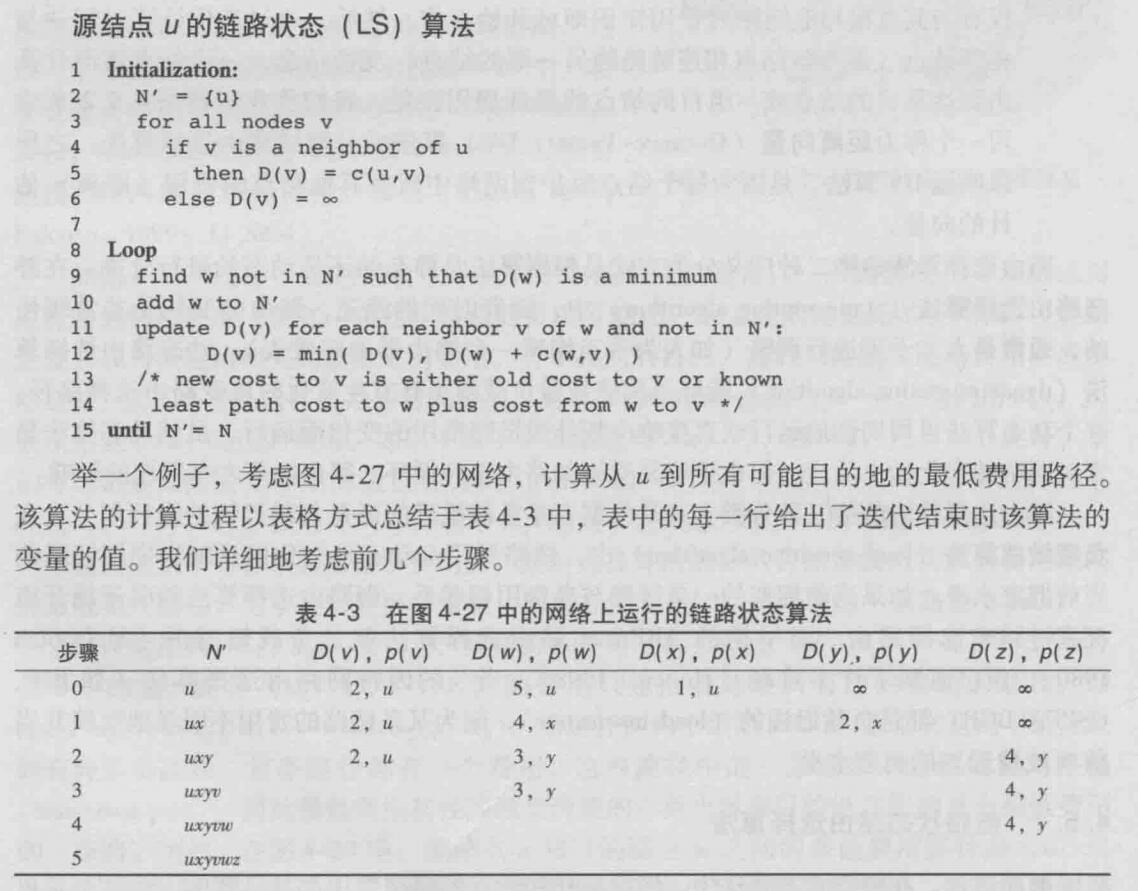 源结点 u 的链路状态（LS）算法
1 Initialization:
2 N' = {u}
3 for all nodes v
4 if v is a neighbor of u
5 then D(v) = c(u,v)
6 else D(v) = ∞
7
8 Loop
9 find w not in N' such that D(w) is a minimum
10 add w to N'
11 update D(v) for each neighbor v of w and not in N':
12 D(v) = min( D(v), D(w) + c(w,v) )
13 /* new cost to v is either old cost to v or known
14 least path cost to w plus cost from w to v */
15 until N'= N
举一个例子，考虑图 4-27 中的网络，计算从 u 到所有可能目的地的最低费用路径。
该算法的计算过程以表格方式总结于表 4-3 中，表中的每一行给出了迭代结束时该算法的
变量的值。我们详细地考虑前几个步骤。
表 4-3 在图 4-27 中的网络上运行的链路状态算法
步骤 N' D(v), p(v) D(w), p(w) D(x), p(x) D(y), p(y) D(z), p(z)
0 u 2, u 5, u 1, u ∞ ∞
1 ux 2, u 4, x 2, x ∞
2 uxy 2, u 3, y 4, y
3 uxyv 3, y 4, y
4 uxyvw 4, y
5 uxyvwz